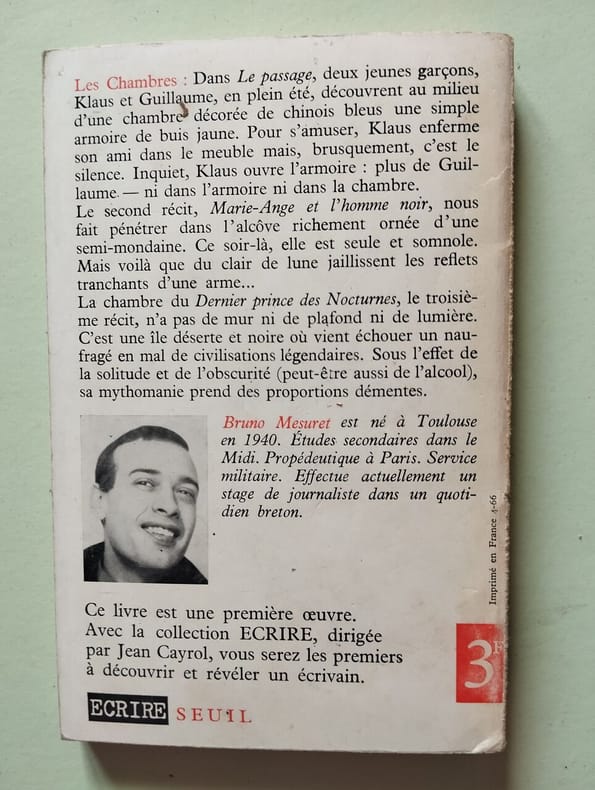 Les Chambres : Dans Le passage, deux jeunes garçons,
Klaus et Guillaume, en plein été, découvrent au milieu
d'une chambre décorée de chinois bleus une simple
armoire de buis jaune. Pour s'amuser, Klaus enferme
son ami dans le meuble mais, brusquement, c'est le
silence. Inquiet, Klaus ouvre l'armoire : plus de Guil-
laume — ni dans l'armoire ni dans la chambre.
Le second récit, Marie-Ange et l'homme noir, nous
fait pénétrer dans l'alcôve richement ornée d'une
semi-mondaine. Ce soir-là, elle est seule et somnole.
Mais voilà que du clair de lune jaillissent les reflets
tranchants d'une arme...
La chambre du Dernier prince des Nocturnes, le troisiè-
me récit, n'a pas de mur ni de plafond ni de lumière.
C'est une île déserte et noire où vient échouer un nau-
fragé en mal de civilisations légendaires. Sous l'effet de
la solitude et de l'obscurité (peut-être aussi de l'alcool),
sa mythomanie prend des proportions démentes.
Bruno Mesuret est né à Toulouse
en 1940. Études secondaires dans le
Midi. Propédeutique à Paris. Service
militaire. Effectue actuellement un
stage de journaliste dans un quoti-
dien breton.
Imprimé en France 4-66
Ce livre est une première œuvre.
Avec la collection ECRIRE, dirigée
par Jean Cayrol, vous serez les premiers
à découvrir et révéler un écrivain.
3F
ECRIRE SEUIL